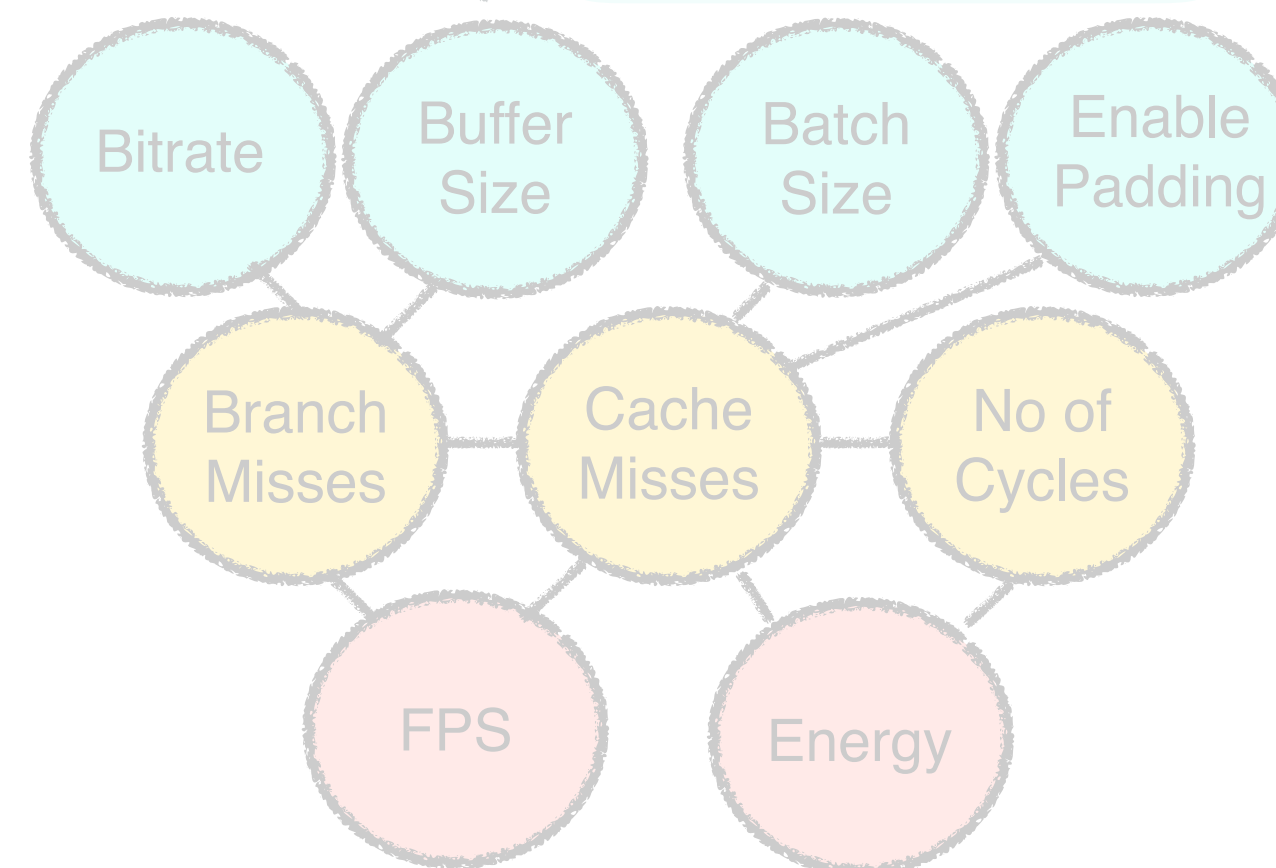 Bitrate
Buffer
Size
Batch
Size
Enable
Padding
Branch
Misses
Cache
Misses
No of
Cycles
FPS
Energy